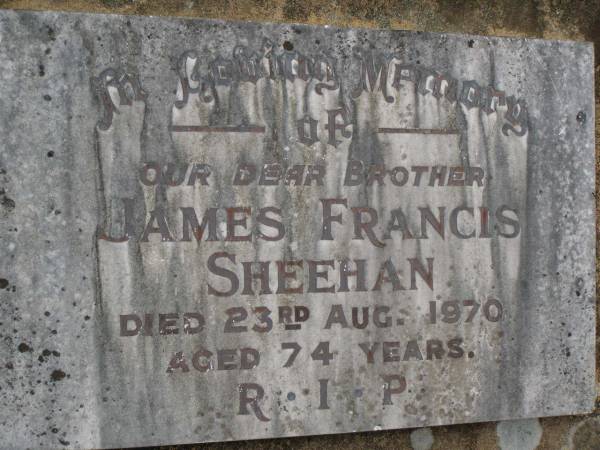 In Loving Memory
of
OUR DEAR BROTHER
JAMES FRANCIS
SHEEHAN
DIED 23RD AUG. 1970
AGED 74 YEARS.
R·I·P